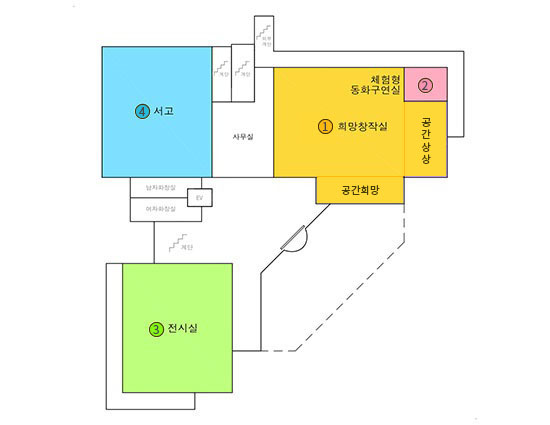 외부
계단
계단
계단
체험형
동화구연실
②
④ 서고
사무실
① 희망창작실
공간상상
공간희망
남자화장실
EV
여자화장실
계단
③ 전시실